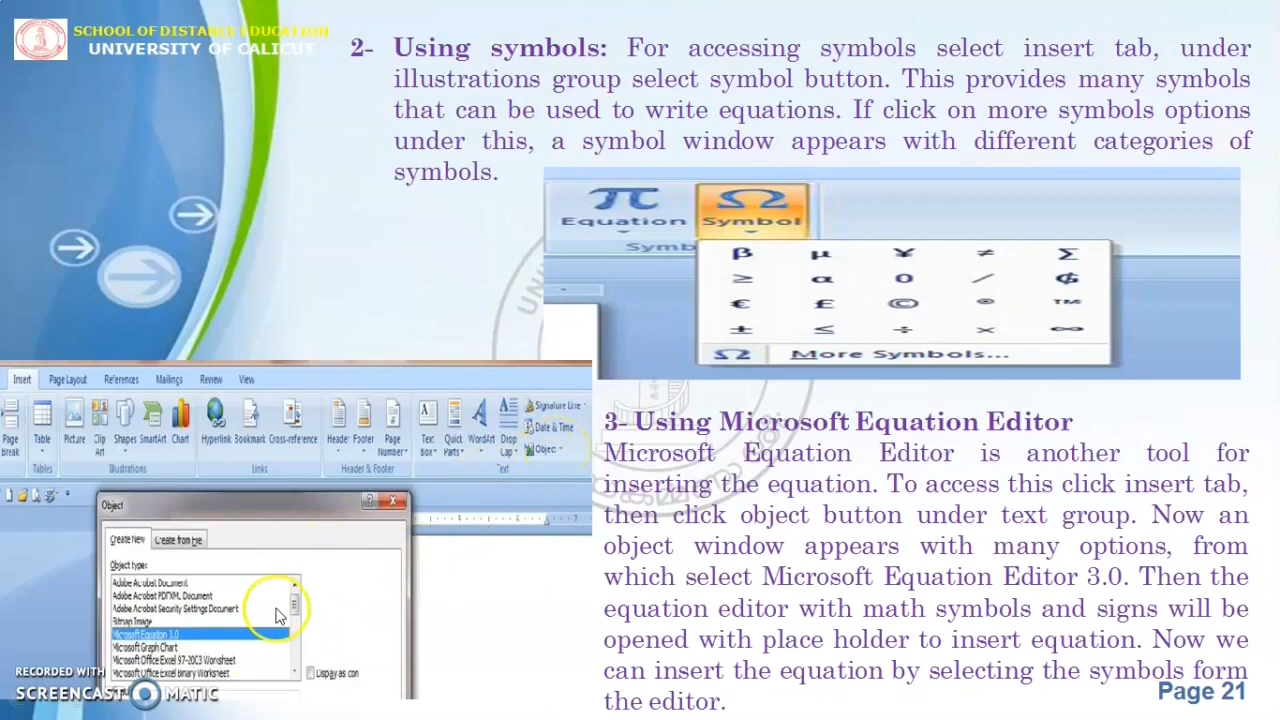 SCHOOL OF DISTANCE EDUCATION
UNIVERSITY OF CALICUT
2- Using symbols: For accessing symbols select insert tab, under
illustrations group select symbol button. This provides many symbols
that can be used to write equations. If click on more symbols options
under this, a symbol window appears with different categories of
symbols.
π Ω
Equation Symbol
Symb
β μ ¥ ≠ ∑
≥ α 0 ⁄ ₲
€ £ © ® ™
± ≤ ÷ × ∞
Ω More Symbols...
Insert Page Layout References Mailings Review View
Page Break Table Picture Clip Art Shapes SmartArt Chart Hyperlink Bookmark Cross-reference Header Footer Page Number Text Box Quick Parts WordArt Drop Cap Signature Line
Date & Time
Object
Tables Illustrations Links Header & Footer Text
Object
Create New Create from File
Object type:
Adobe Acrobat Document
Adobe Acrobat PDFXML Document
Adobe Acrobat Security Settings Document
Bitmap Image
Microsoft Equation 3.0
Microsoft Graph Chart
Microsoft Office Excel 97-2003 Worksheet
Microsoft Office Excel Binary Worksheet
Display as icon
3- Using Microsoft Equation Editor
Microsoft Equation Editor is another tool for
inserting the equation. To access this click insert tab,
then click object button under text group. Now an
object window appears with many options, from
which select Microsoft Equation Editor 3.0. Then the
equation editor with math symbols and signs will be
opened with place holder to insert equation. Now we
can insert the equation by selecting the symbols form
the editor.
Page 21
RECORDED WITH
SCREENCAST MATIC